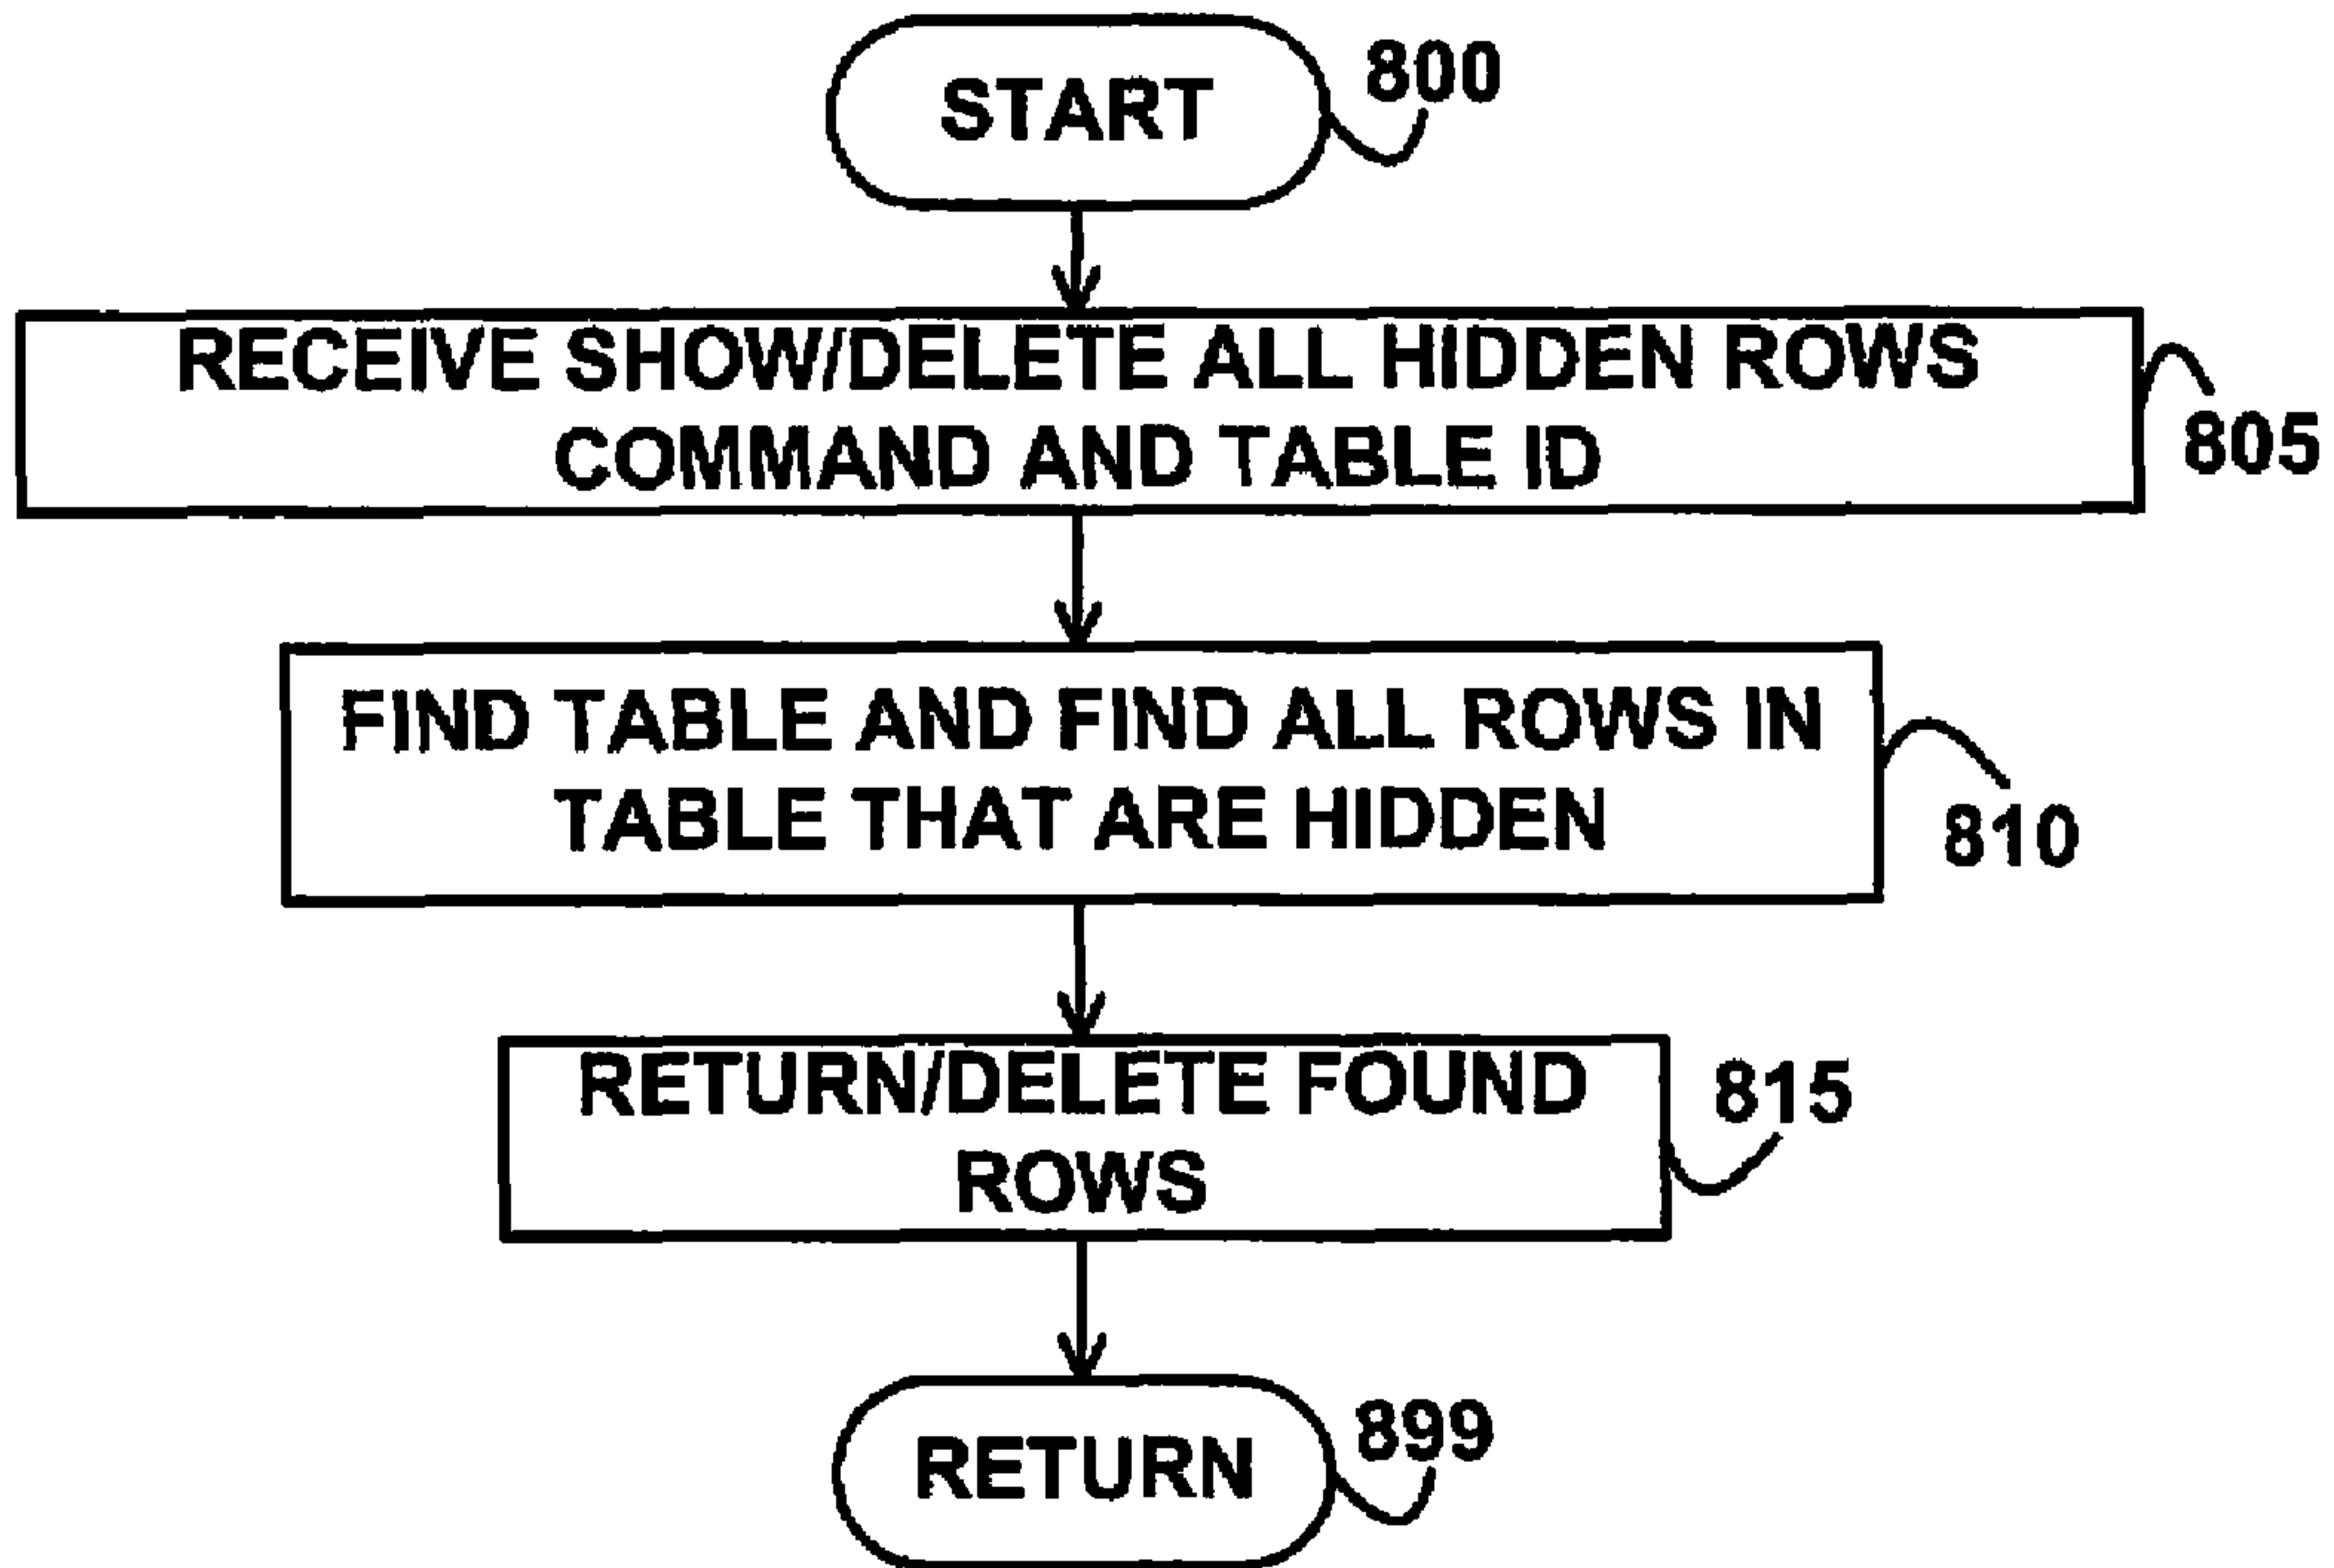 START
800
RECEIVE SHOW/DELETE ALL HIDDEN ROWS
COMMAND AND TABLE ID
805
FIND TABLE AND FIND ALL ROWS IN
TABLE THAT ARE HIDDEN
810
RETURN/DELETE FOUND
ROWS
815
RETURN
899